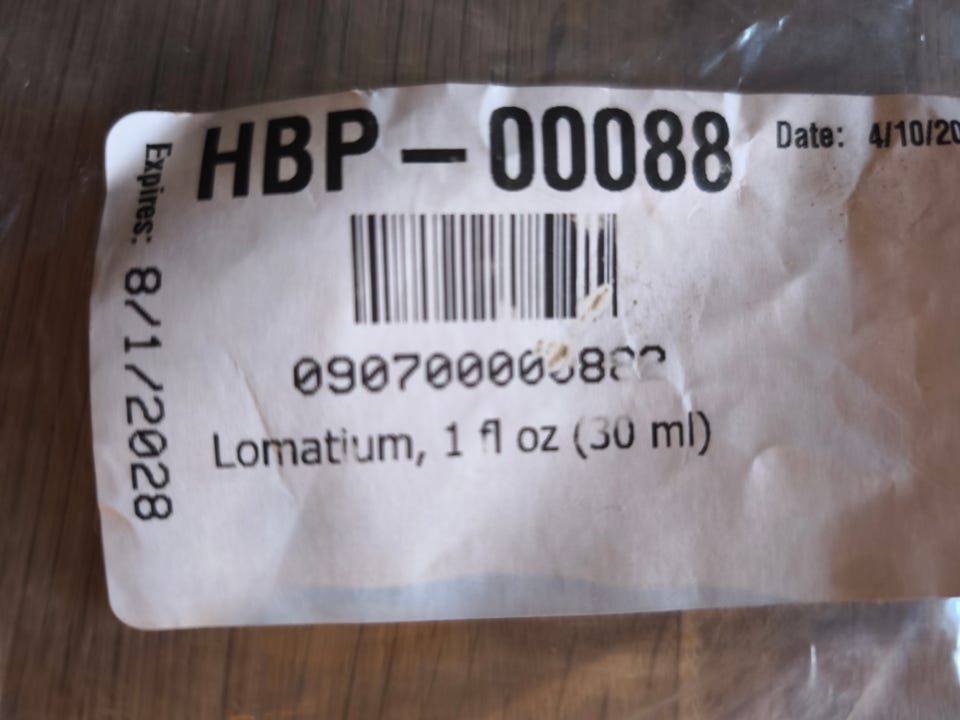 HBP-00088
Date: 4/10/20
Expires: 8/1/2028
Lomatium, 1 fl oz (30 ml)